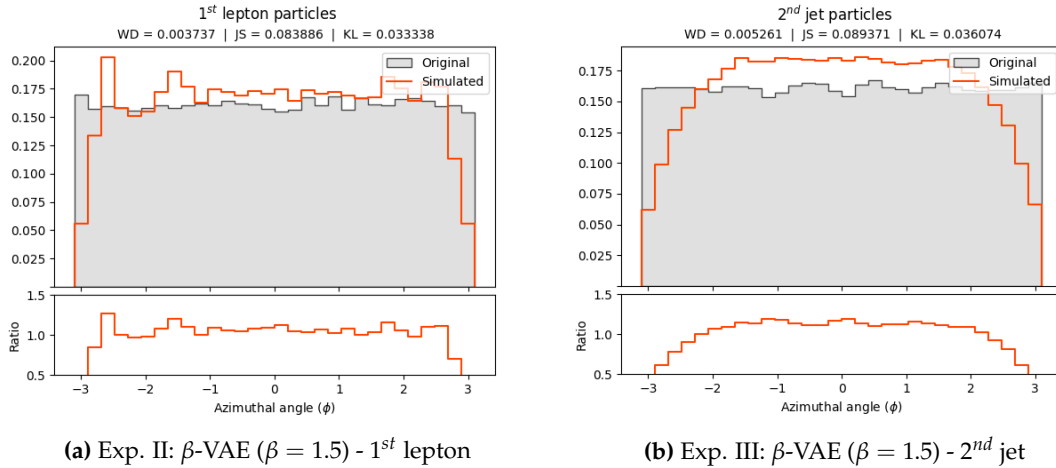 1st lepton particles
WD = 0.003737 | JS = 0.083886 | KL = 0.033338
Original
Simulated
0.200
0.175
0.150
0.125
0.100
0.075
0.050
0.025
1.5
1.0
0.5
Ratio
−3 −2 −1 0 1 2 3
Azimuthal angle (ϕ)
(a) Exp. II: β-VAE (β = 1.5) - 1st lepton
2nd jet particles
WD = 0.005261 | JS = 0.089371 | KL = 0.036074
Original
Simulated
0.175
0.150
0.125
0.100
0.075
0.050
0.025
1.5
1.0
0.5
Ratio
−3 −2 −1 0 1 2 3
Azimuthal angle (ϕ)
(b) Exp. III: β-VAE (β = 1.5) - 2nd jet